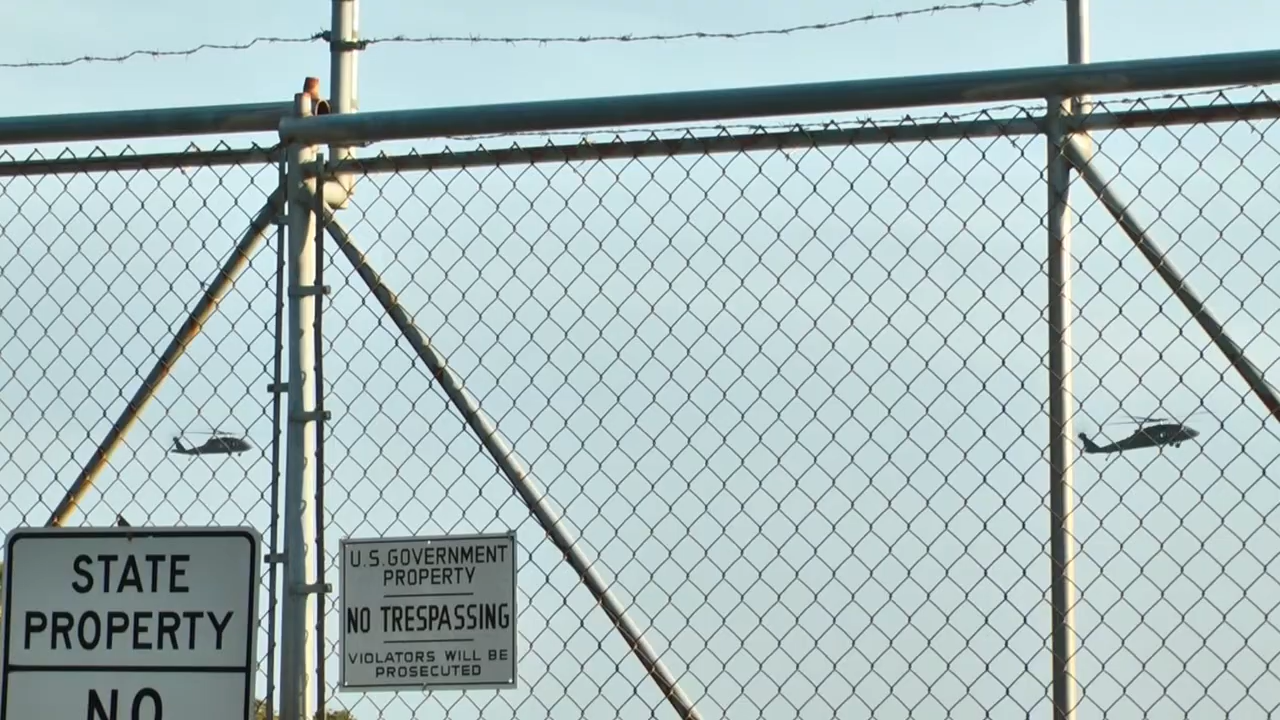 STATE
PROPERTY
NO
U.S. GOVERNMENT
PROPERTY
NO TRESPASSING
VIOLATORS WILL BE
PROSECUTED